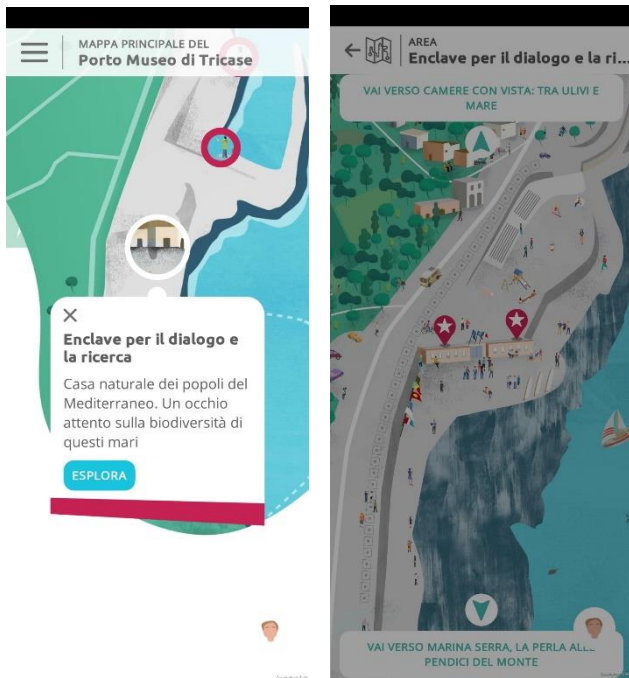 MAPPA PRINCIPALE DEL
Porto Museo di Tricase
Enclave per il dialogo e
la ricerca
Casa naturale dei popoli del
Mediterraneo. Un occhio
attento sulla biodiversità di
questi mari
ESPLORA
AREA
Enclave per il dialogo e la ri...
VAI VERSO CAMERE CON VISTA: TRA ULIVI E
MARE
VAI VERSO MARINA SERRA, LA PERLA
PENDICI DEL MONTE